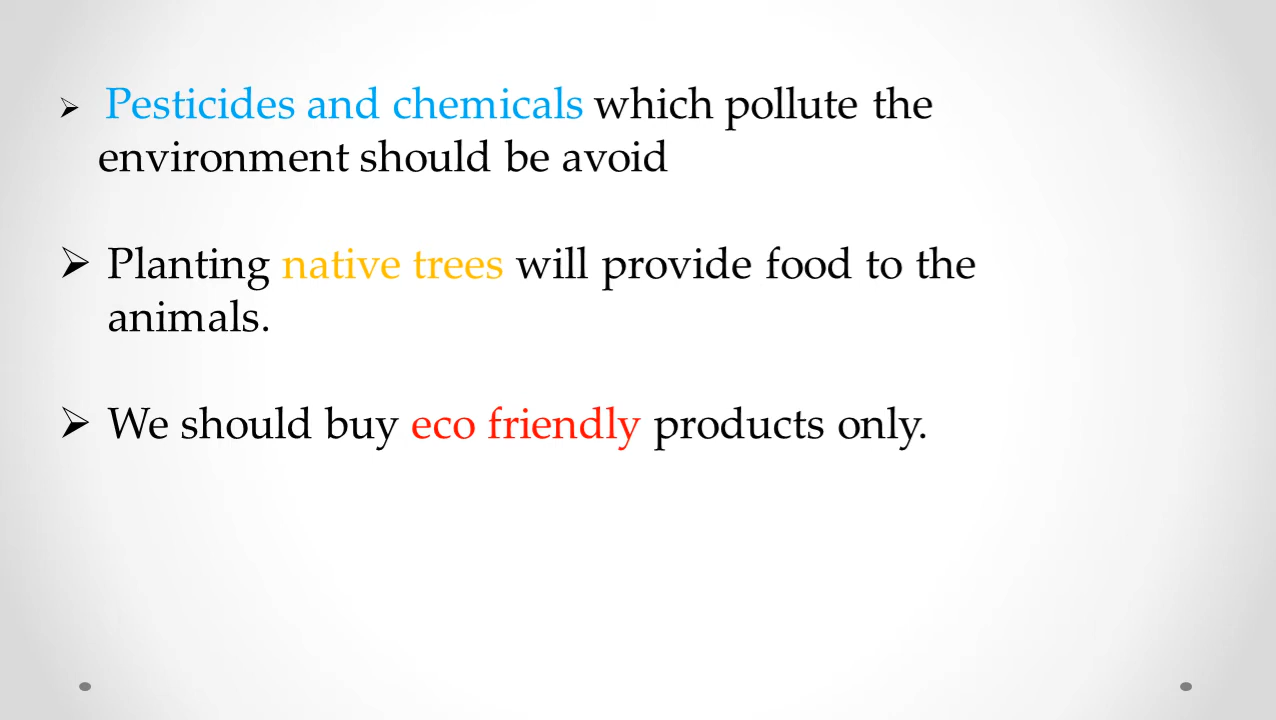 ➢ Pesticides and chemicals which pollute the
environment should be avoid
➢ Planting native trees will provide food to the
animals.
➢ We should buy eco friendly products only.